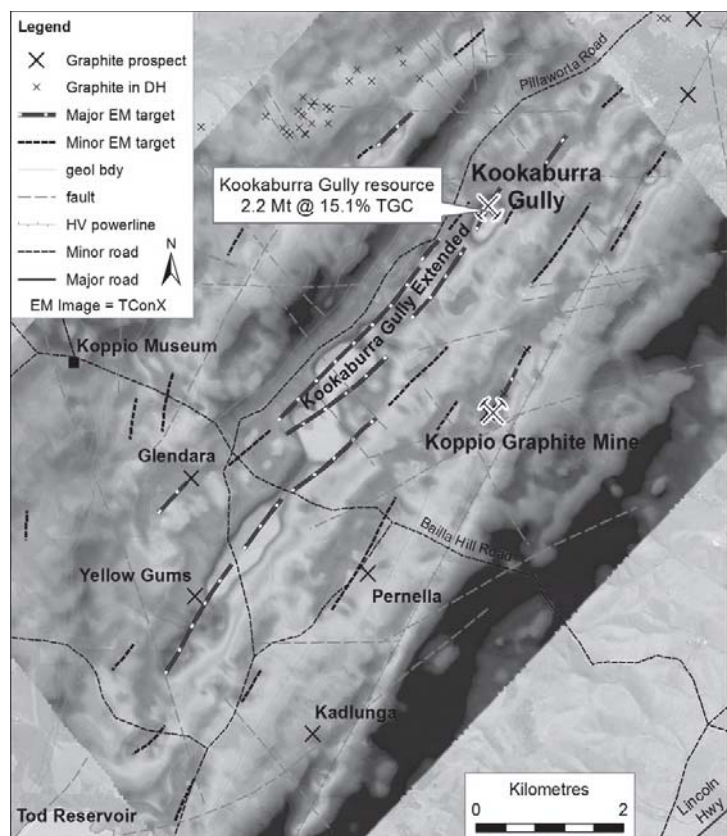 Legend
Graphite prospect
Graphite in DH
Major EM target
Minor EM target
geol bdy
fault
HV powerline
Minor road
Major road
N
EM Image = TConX
Pillaworta Road
Kookaburra
Gully
Kookaburra Gully resource
2.2 Mt @ 15.1% TGC
Kookaburra Gully Extended
Koppio Museum
Koppio Graphite Mine
Glendara
Bailla Hill Road
Yellow Gums
Pernella
Kadlunga
Kilometres
0 2
Tod Reservoir
Lincoln
Hwy